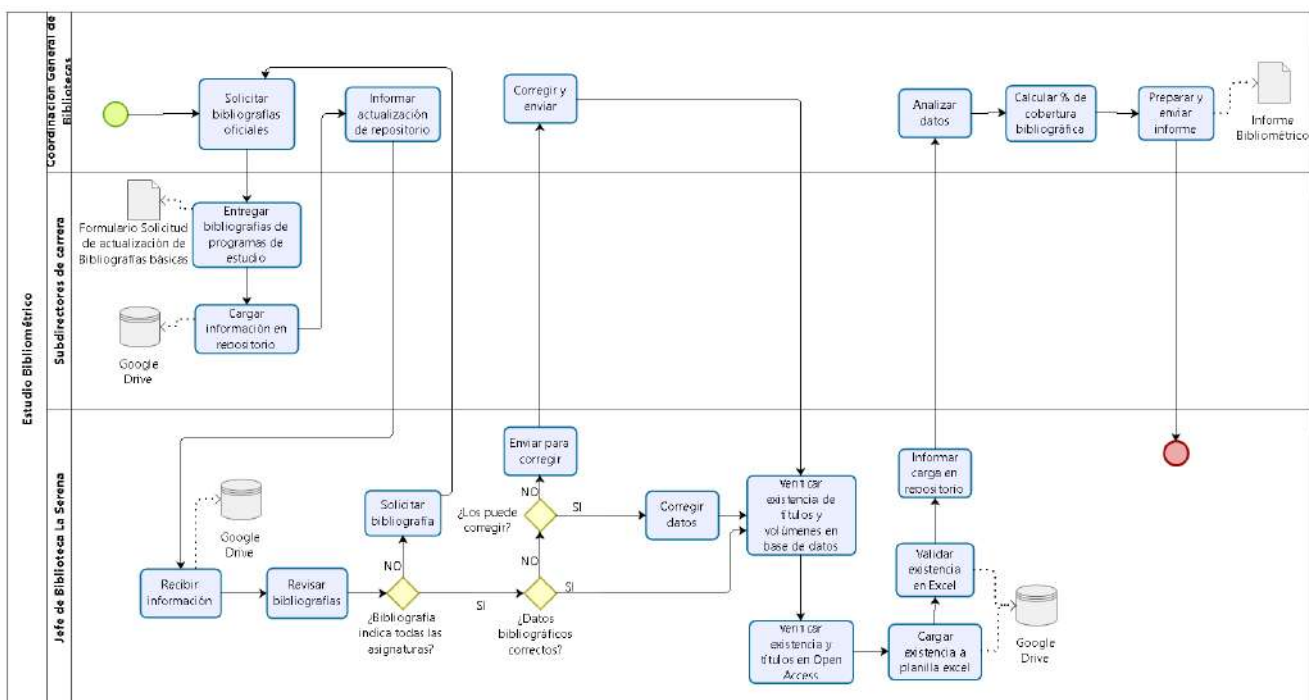 Estudio Bibliométrico
Coordinación General de
Bibliotecas
Solicitar
bibliografías
oficiales
Informar
actualización
de repositorio
Corregir y
enviar
Analizar
datos
Calcular % de
cobertura
bibliográfica
Preparar y
enviar
informe
Informe
Bibliométrico
Subdirectores de carrera
Formulario Solicitud
de actualización de
Bibliografías básicas
Entregar
bibliografías de
programas de
estudio
Cargar
información en
repositorio
Google
Drive
Jefe de Biblioteca La Serena
Recibir
información
Google
Drive
Revisar
bibliografías
Solicitar
bibliografía
NO
¿Bibliografía
indica todas las
asignaturas?
SI
Enviar para
corregir
NO
¿Los puede
corregir?
SI
NO
¿Datos
bibliográficos
correctos?
SI
Corregir
datos
Verificar
existencia de
títulos y
volúmenes en
base de datos
Verificar
existencia y
títulos en Open
Access
Cargar
existencia a
planilla excel
Validar
existencia
en Excel
Informar
carga en
repositorio
Google
Drive